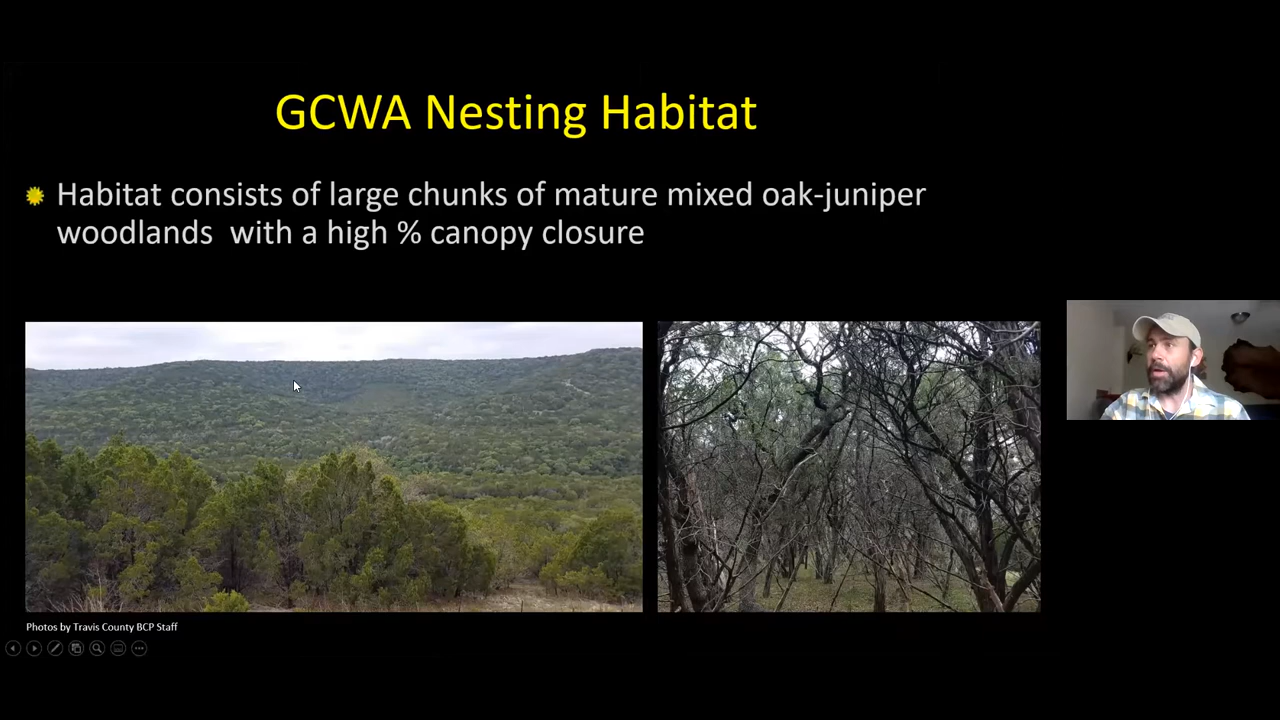 GCWA Nesting Habitat
Habitat consists of large chunks of mature mixed oak-juniper
woodlands with a high % canopy closure
Photos by Travis County BCP Staff